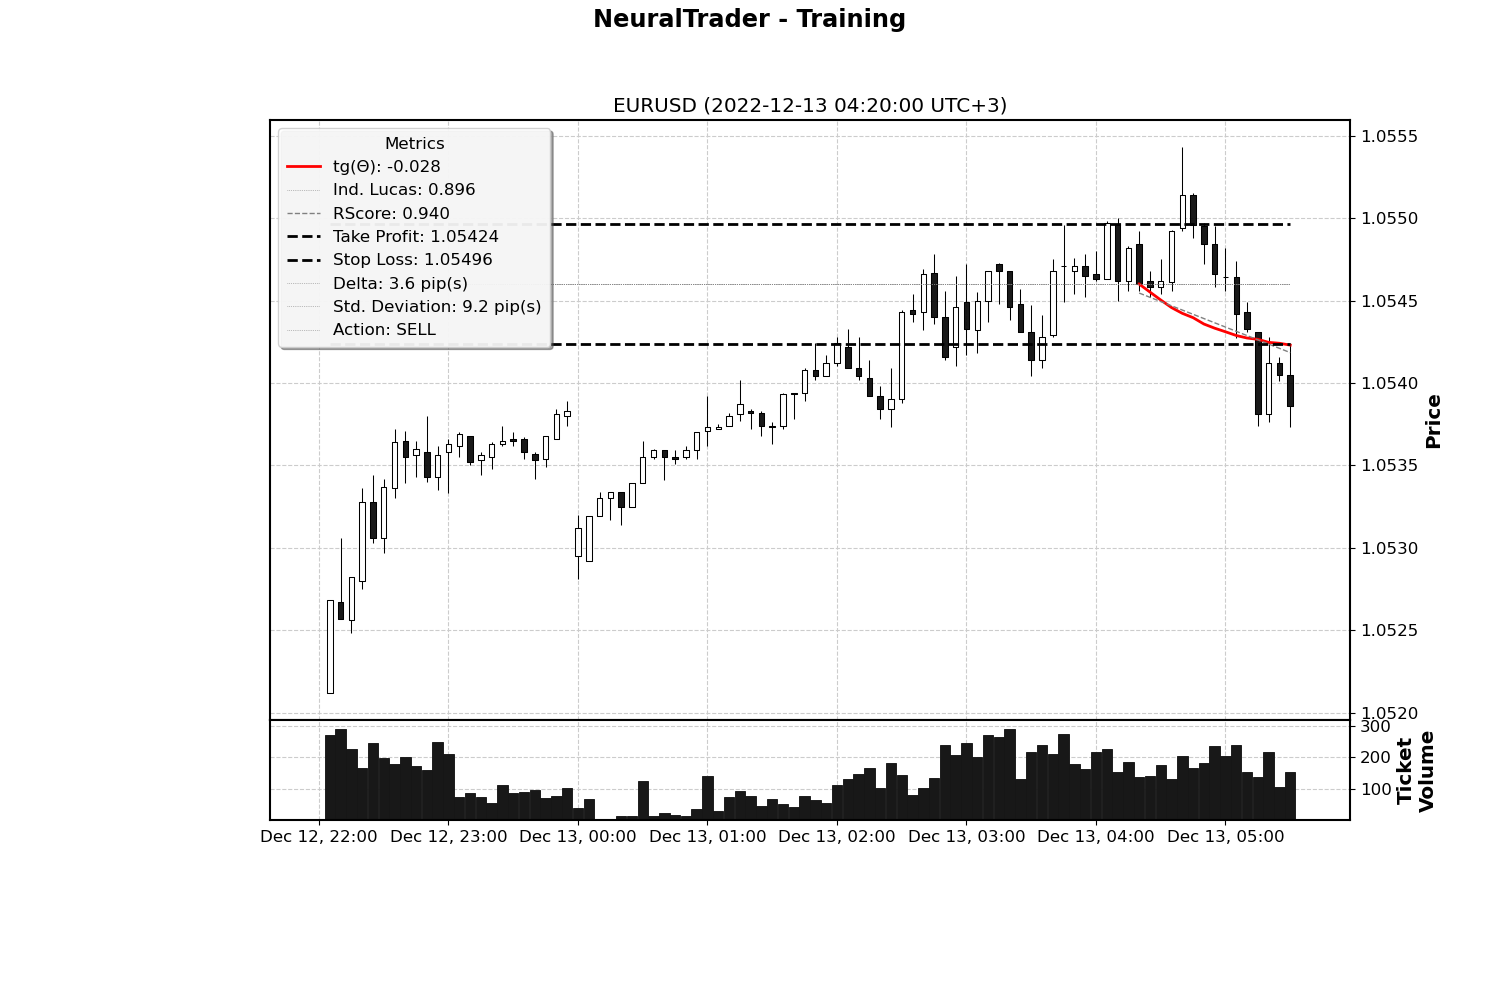 NeuralTrader - Training
EURUSD (2022-12-13 04:20:00 UTC+3)
Metrics
tg(Θ): -0.028
Ind. Lucas: 0.896
RScore: 0.940
Take Profit: 1.05424
Stop Loss: 1.05496
Delta: 3.6 pip(s)
Std. Deviation: 9.2 pip(s)
Action: SELL
1.0555
1.0550
1.0545
1.0540
1.0535
1.0530
1.0525
1.0520
Price
300
200
100
Ticket
Volume
Dec 12, 22:00 Dec 12, 23:00 Dec 13, 00:00 Dec 13, 01:00 Dec 13, 02:00 Dec 13, 03:00 Dec 13, 04:00 Dec 13, 05:00